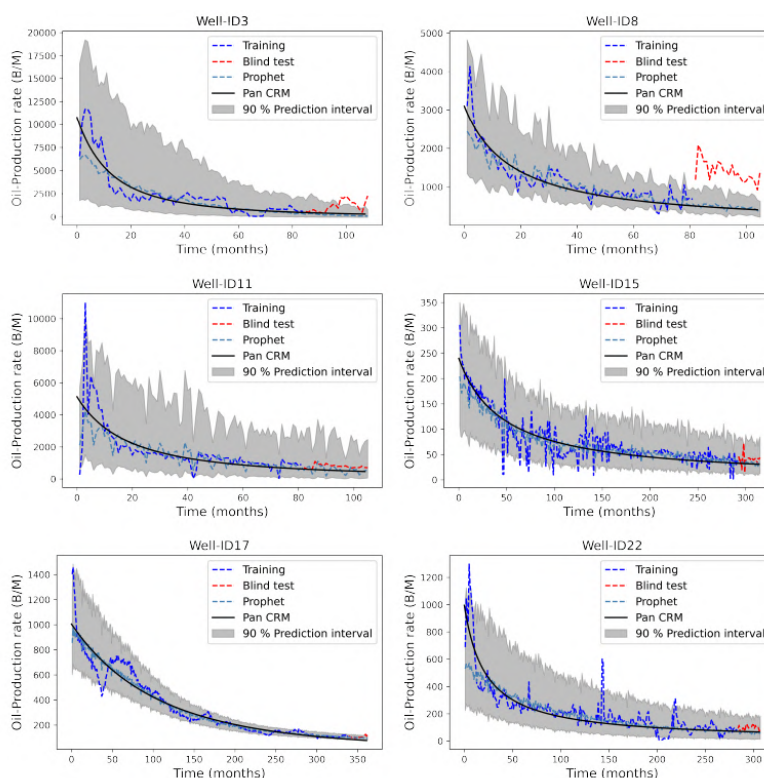 Well-ID3
Oil-Production rate (B/M)
20000
17500
15000
12500
10000
7500
5000
2500
0
Training
Blind test
Prophet
Pan CRM
90 % Prediction interval
0 20 40 60 80 100
Time (months)
Well-ID8
Oil-Production rate (B/M)
5000
4000
3000
2000
1000
Training
Blind test
Prophet
Pan CRM
90 % Prediction interval
0 20 40 60 80 100
Time (months)
Well-ID11
Oil-Production rate (B/M)
10000
8000
6000
4000
2000
0
Training
Blind test
Prophet
Pan CRM
90 % Prediction interval
0 20 40 60 80 100
Time (months)
Well-ID15
Oil-Production rate (B/M)
350
300
250
200
150
100
50
0
Training
Blind test
Prophet
Pan CRM
90 % Prediction interval
0 50 100 150 200 250 300
Time (months)
Well-ID17
Oil-Production rate (B/M)
1400
1200
1000
800
600
400
200
Training
Blind test
Prophet
Pan CRM
90 % Prediction interval
0 50 100 150 200 250 300 350
Time (months)
Well-ID22
Oil-Production rate (B/M)
1200
1000
800
600
400
200
0
Training
Blind test
Prophet
Pan CRM
90 % Prediction interval
0 50 100 150 200 250 300
Time (months)